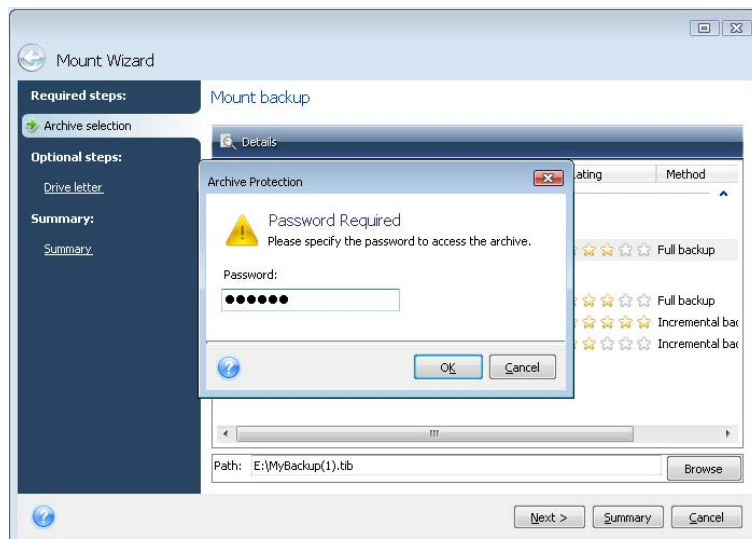 Mount Wizard
Required steps:
Archive selection
Optional steps:
Drive letter
Summary:
Summary
Mount backup
Details
Method
Full backup
Full backup
Incremental bac
Incremental bac
Archive Protection
Password Required
Please specify the password to access the archive.
Password:
●●●●●●
OK
Cancel
Path: E:\MyBackup(1).tib
Browse
Next >
Summary
Cancel